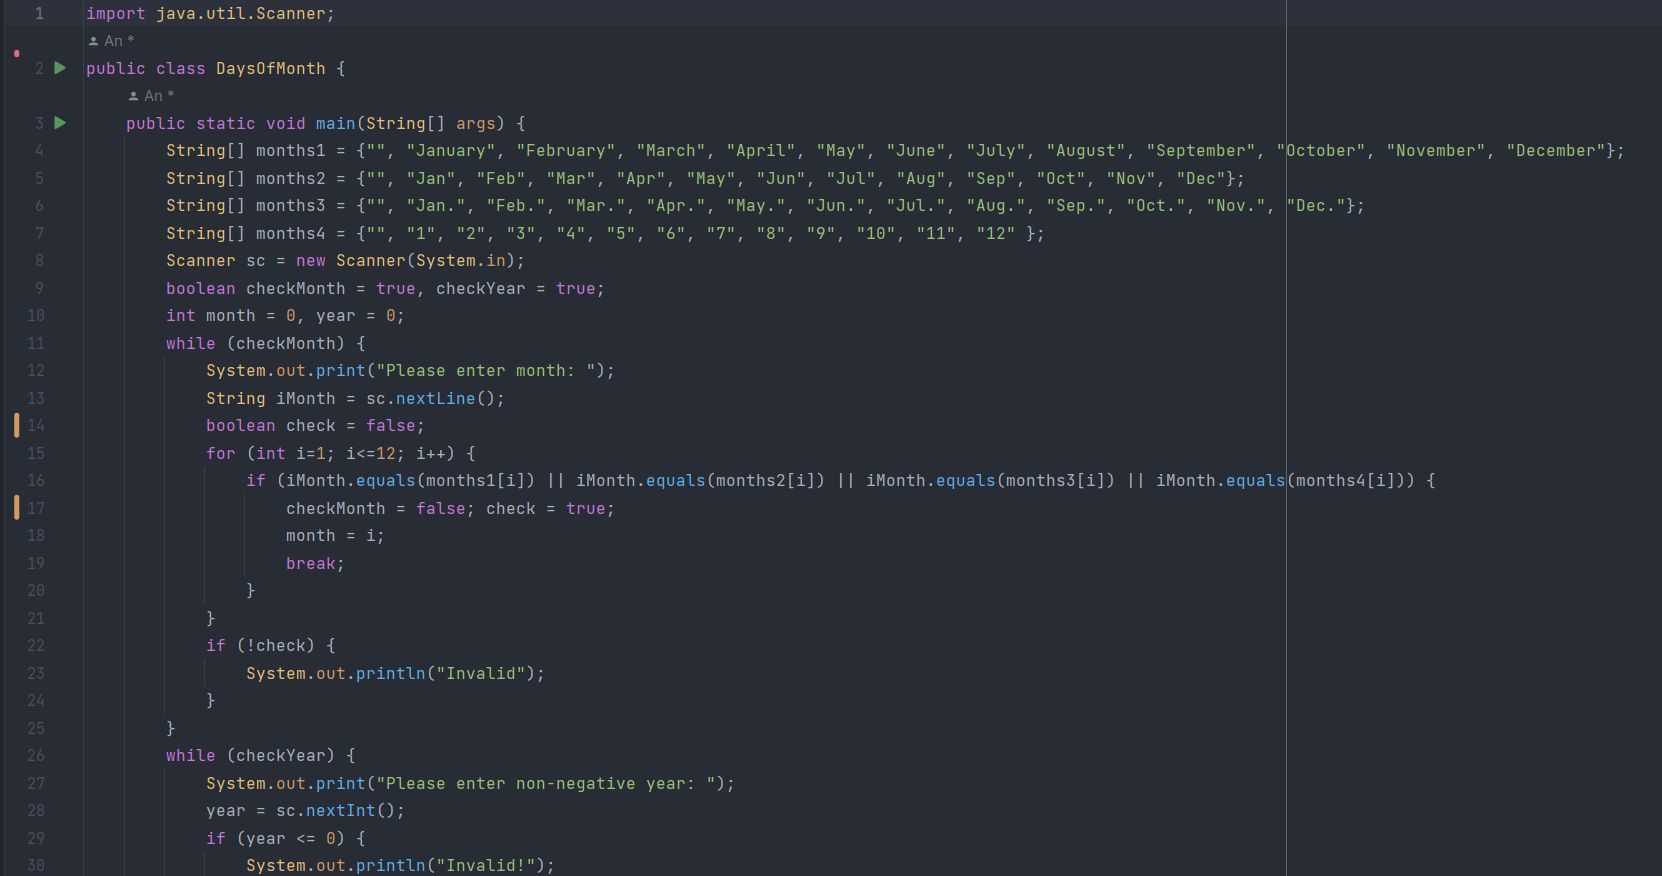 1 import java.util.Scanner;
An *
2 public class DaysOfMonth {
An *
3 public static void main(String[] args) {
4 String[] months1 = {"", "January", "February", "March", "April", "May", "June", "July", "August", "September", "October", "November", "December"};
5 String[] months2 = {"", "Jan", "Feb", "Mar", "Apr", "May", "Jun", "Jul", "Aug", "Sep", "Oct", "Nov", "Dec"};
6 String[] months3 = {"", "Jan.", "Feb.", "Mar.", "Apr.", "May.", "Jun.", "Jul.", "Aug.", "Sep.", "Oct.", "Nov.", "Dec."};
7 String[] months4 = {"", "1", "2", "3", "4", "5", "6", "7", "8", "9", "10", "11", "12" };
8 Scanner sc = new Scanner(System.in);
9 boolean checkMonth = true, checkYear = true;
10 int month = 0, year = 0;
11 while (checkMonth) {
12 System.out.print("Please enter month: ");
13 String iMonth = sc.nextLine();
14 boolean check = false;
15 for (int i=1; i<=12; i++) {
16 if (iMonth.equals(months1[i]) || iMonth.equals(months2[i]) || iMonth.equals(months3[i]) || iMonth.equals(months4[i])) {
17 checkMonth = false; check = true;
18 month = i;
19 break;
20 }
21 }
22 if (!check) {
23 System.out.println("Invalid");
24 }
25 }
26 while (checkYear) {
27 System.out.print("Please enter non-negative year: ");
28 year = sc.nextInt();
29 if (year <= 0) {
30 System.out.println("Invalid!");